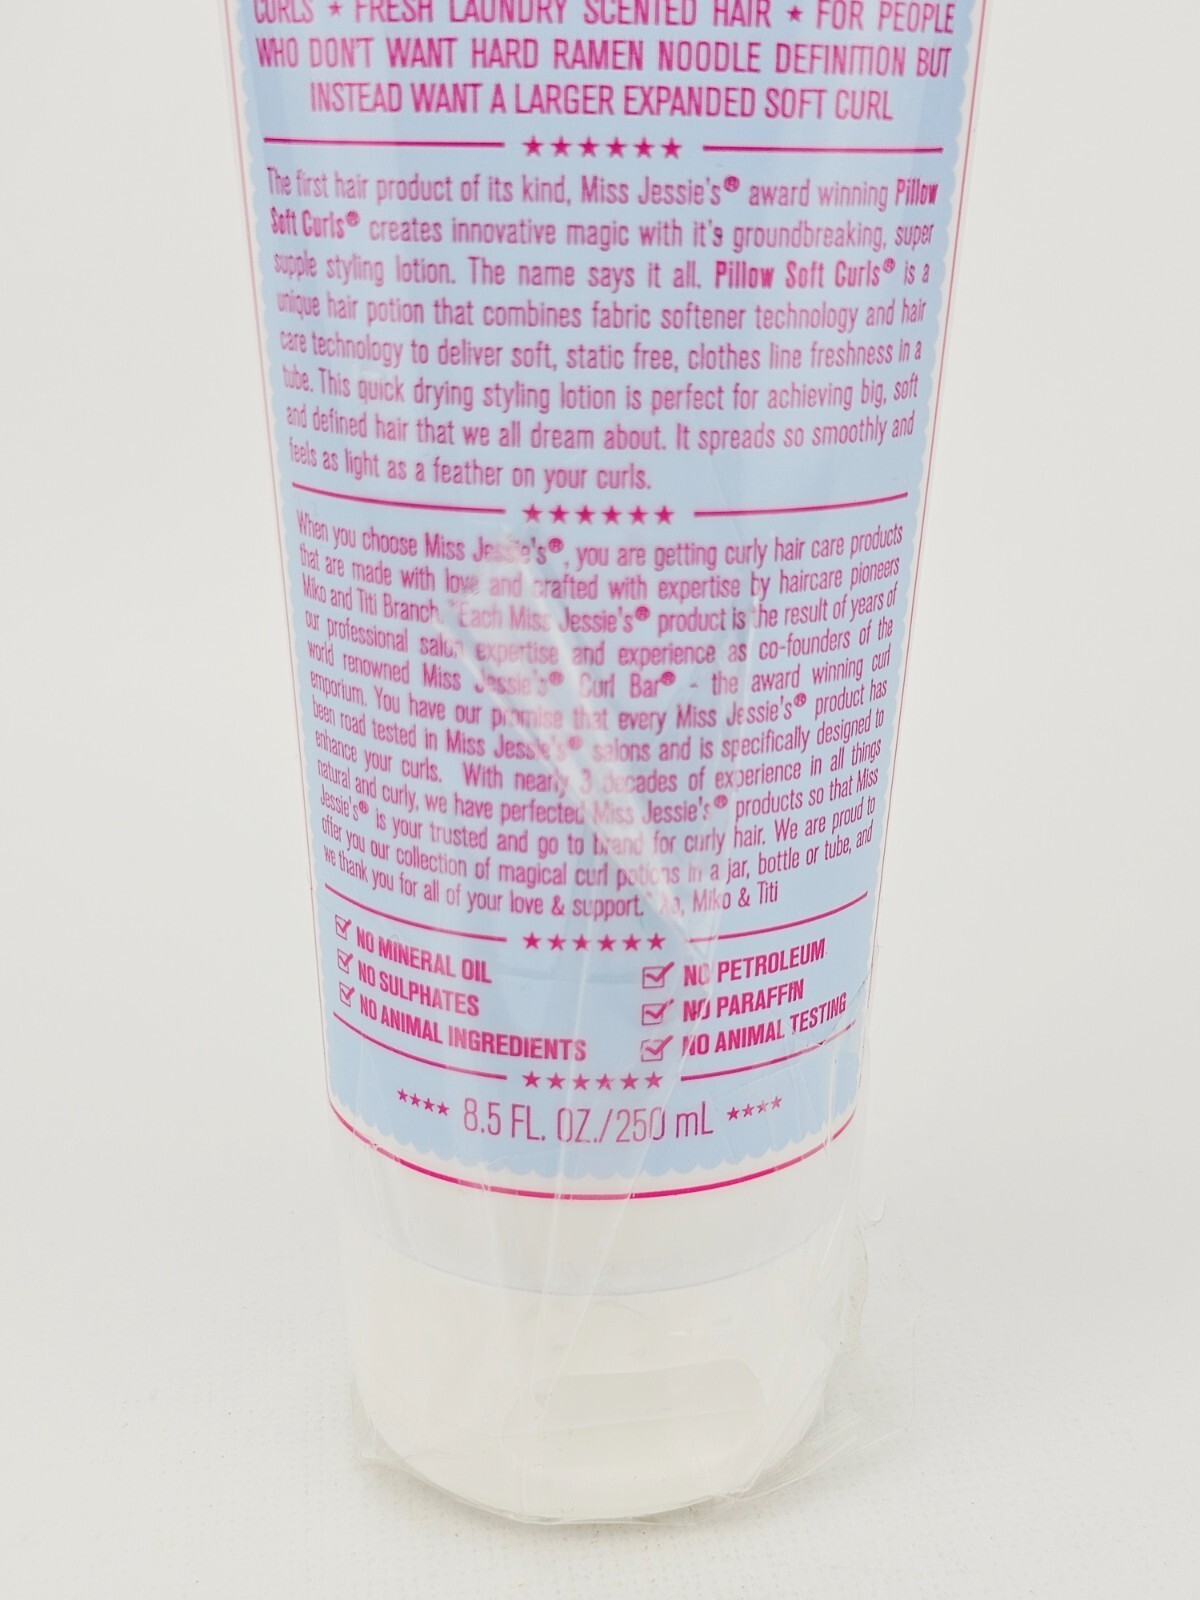 CURLS ★ FRESH LAUNDRY SCENTED HAIR ★ FOR PEOPLE
WHO DON'T WANT HARD RAMEN NOODLE DEFINITION BUT
INSTEAD WANT A LARGER EXPANDED SOFT CURL
★★★★★★
The first hair product of its kind, Miss Jessie's® award winning Pillow
Soft Curls® creates innovative magic with it's groundbreaking, super
supple styling lotion. The name says it all. Pillow Soft Curls® is a
unique hair potion that combines fabric softener technology and hair
care technology to deliver soft, static free, clothes line freshness in a
tube. This quick drying styling lotion is perfect for achieving big, soft
and defined hair that we all dream about. It spreads so smoothly and
feels as light as a feather on your curls.
★★★★★★
When you choose Miss Jessie's®, you are getting curly hair care products
that are made with love and crafted with expertise by haircare pioneers
Miko and Titi Branch. "Each Miss Jessie's® product is the result of years of
our professional salon expertise and experience as co-founders of the
world renowned Miss Jessie's® Curl Bar® - the award winning curl
emporium. You have our promise that every Miss Jessie's® product has
been road tested in Miss Jessie's® salons and is specifically designed to
enhance your curls. With nearly 3 decades of experience in all things
natural and curly, we have perfected Miss Jessie's® products so that Miss
Jessie's® is your trusted and go to brand for curly hair. We are proud to
offer you our collection of magical curl potions in a jar, bottle or tube, and
we thank you for all of your love & support." Xo, Miko & Titi
★★★★★★
☑ NO MINERAL OIL ☑ NO PETROLEUM
☑ NO SULPHATES ☑ NO PARAFFIN
☑ NO ANIMAL INGREDIENTS ☑ NO ANIMAL TESTING
★★★★★★
★★★★ 8.5 FL. OZ./250 mL ★★★★